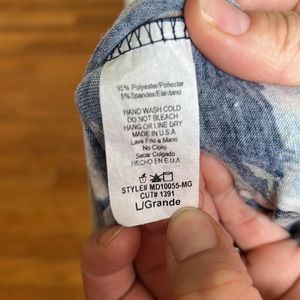 95% Polyester/Poliester
5%Spandex/Elastano
HAND WASH COLD
DO NOT BLEACH
HANG OR LINE DRY
MADE IN U.S.A
Lave Frio a Mano
No Cloro
Secar Colgado
HECHO EN E.U.A
STYLE# MD10055-MG
CUT# 1391
L/Grande